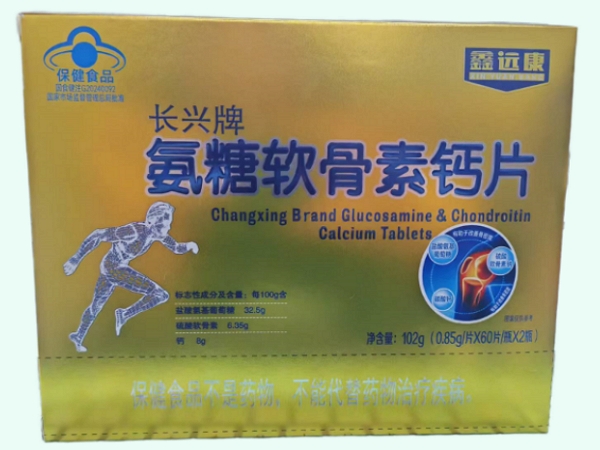 保健食品
鑫远康
长兴牌
氨糖软骨素钙片
Changxing Brand Glucosamine & Chondroitin
Calcium Tablets
标志性成分及含量：每100g含
盐酸氨基葡萄糖 32.5g
硫酸软骨素 6.35g
钙 8g
净含量：102g（0.85g/片X60片/瓶X2瓶）
保健食品不是药物，不能代替药物治疗疾病。